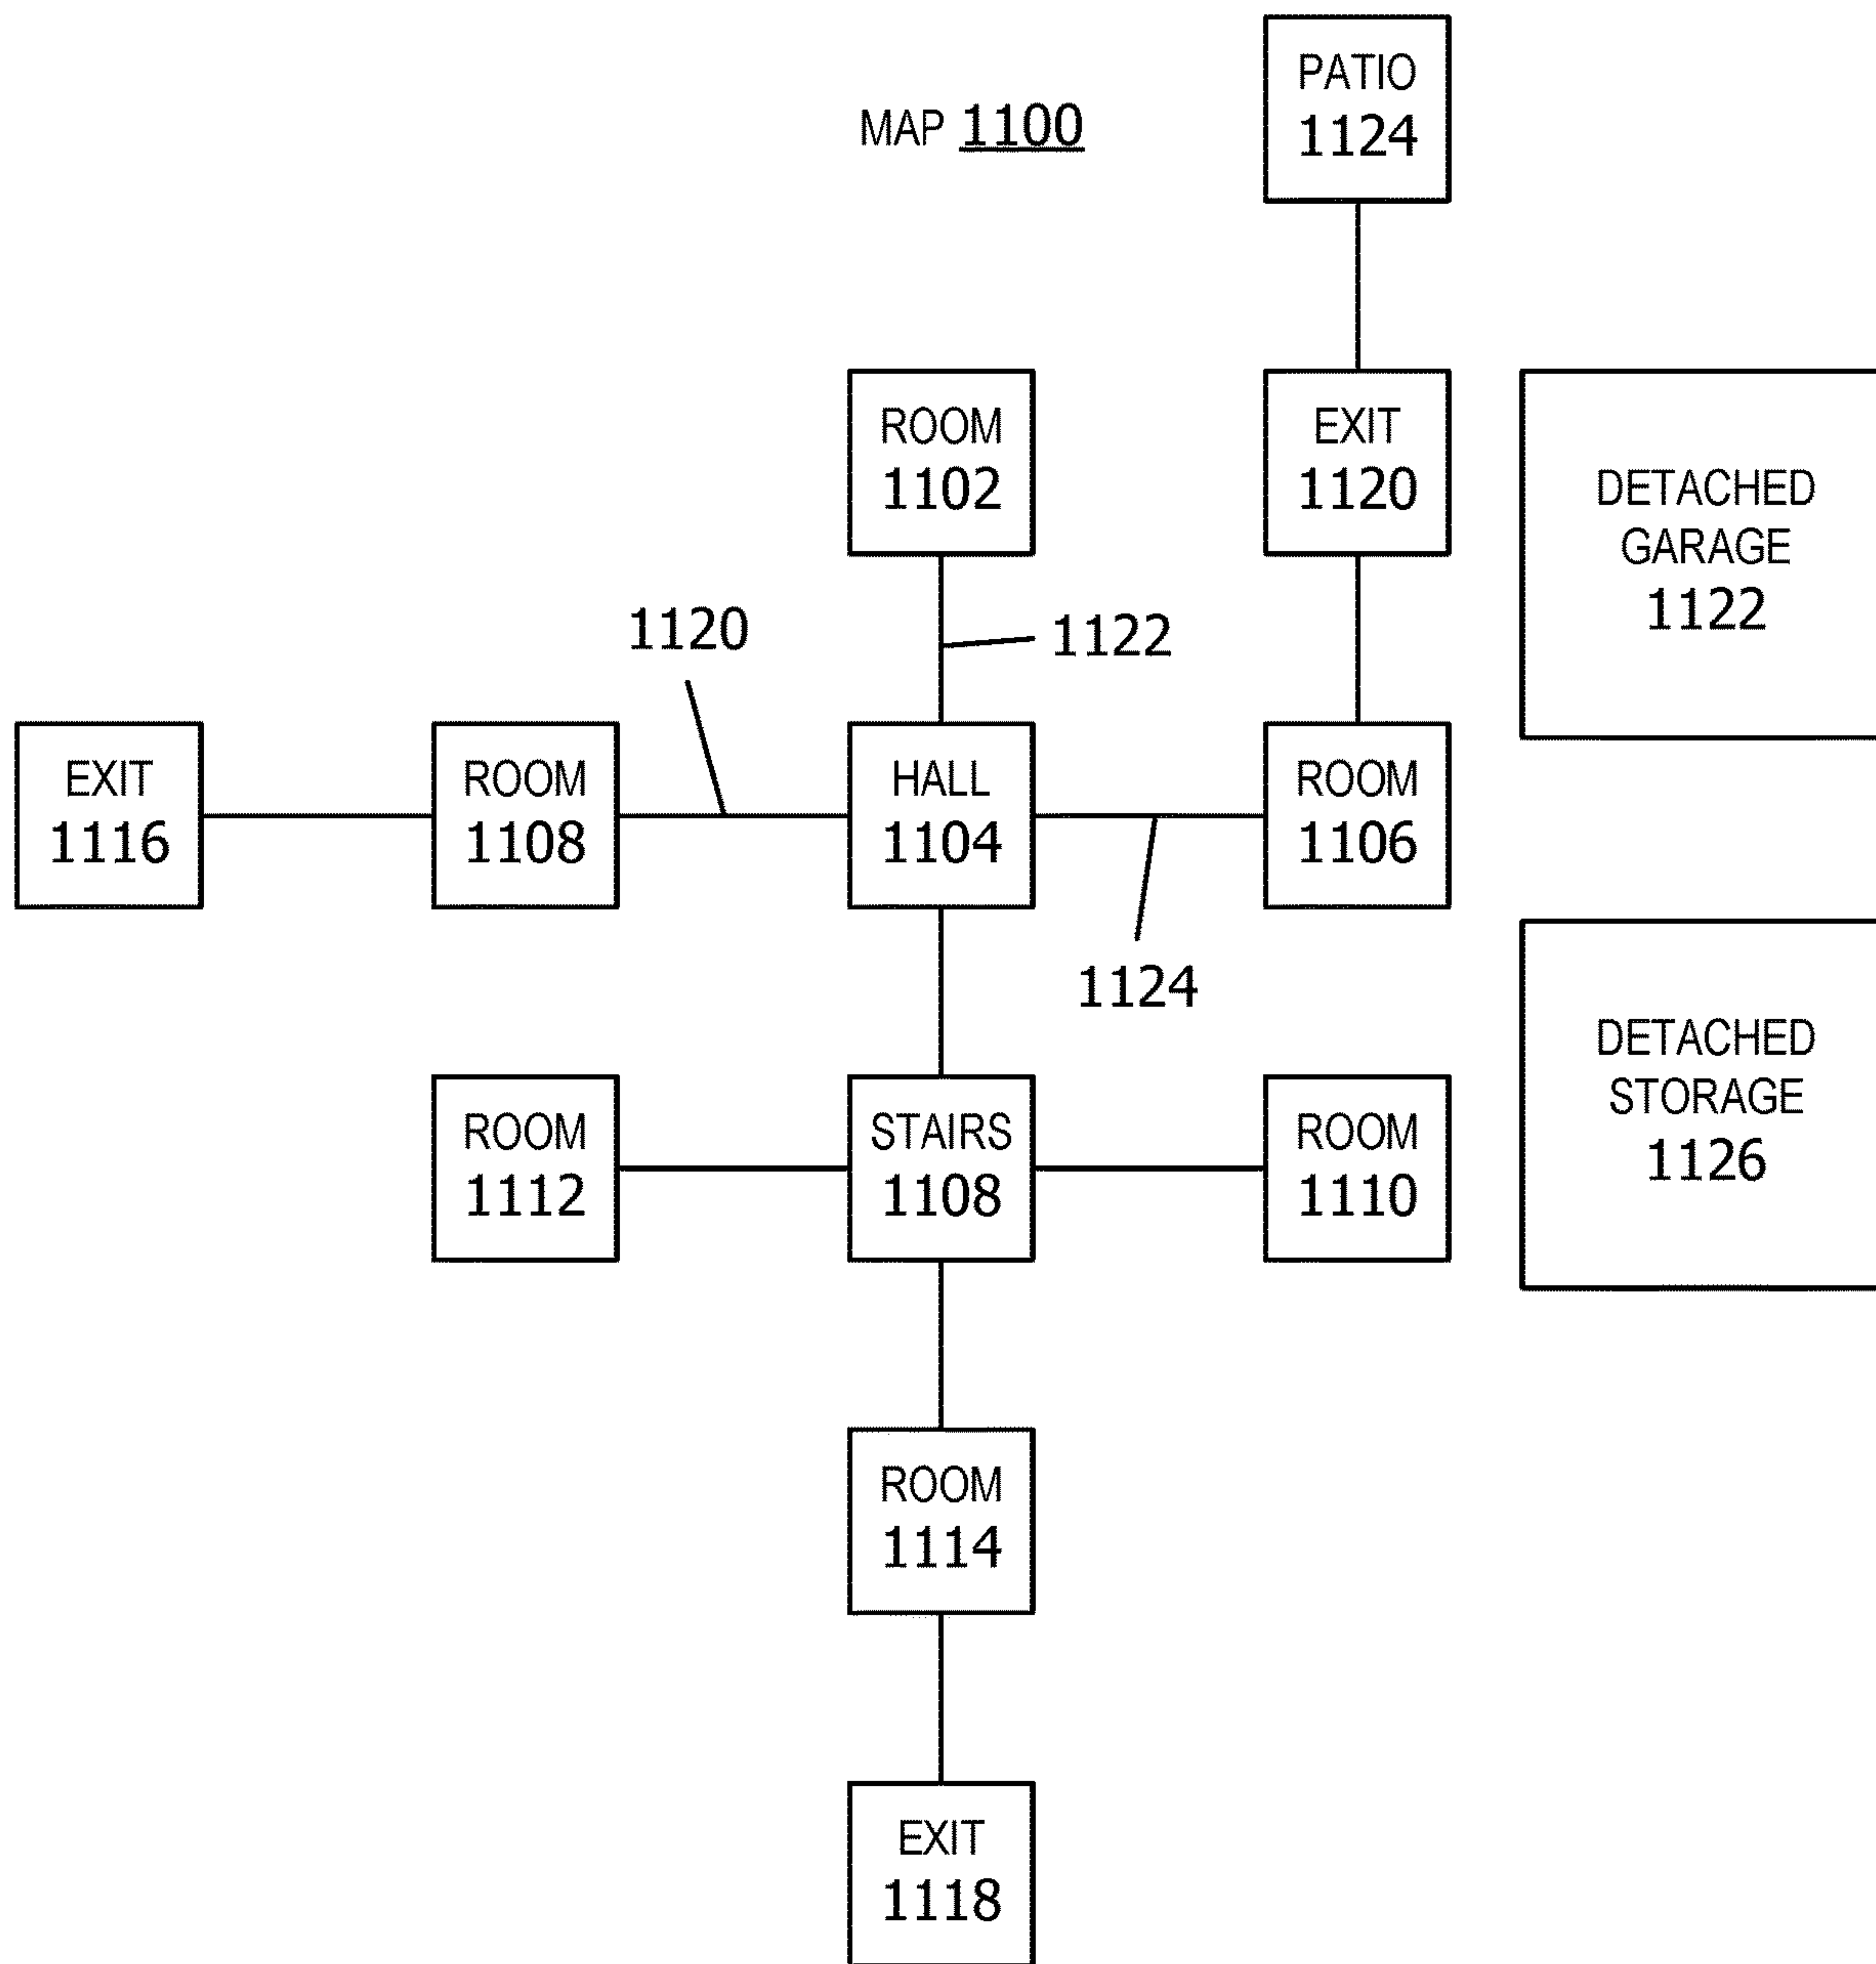 PATIO
1124
MAP 1100
ROOM
1102
EXIT
1120
DETACHED
GARAGE
1122
1120
1122
EXIT
1116
ROOM
1108
HALL
1104
ROOM
1106
1124
DETACHED
STORAGE
1126
ROOM
1112
STAIRS
1108
ROOM
1110
ROOM
1114
EXIT
1118